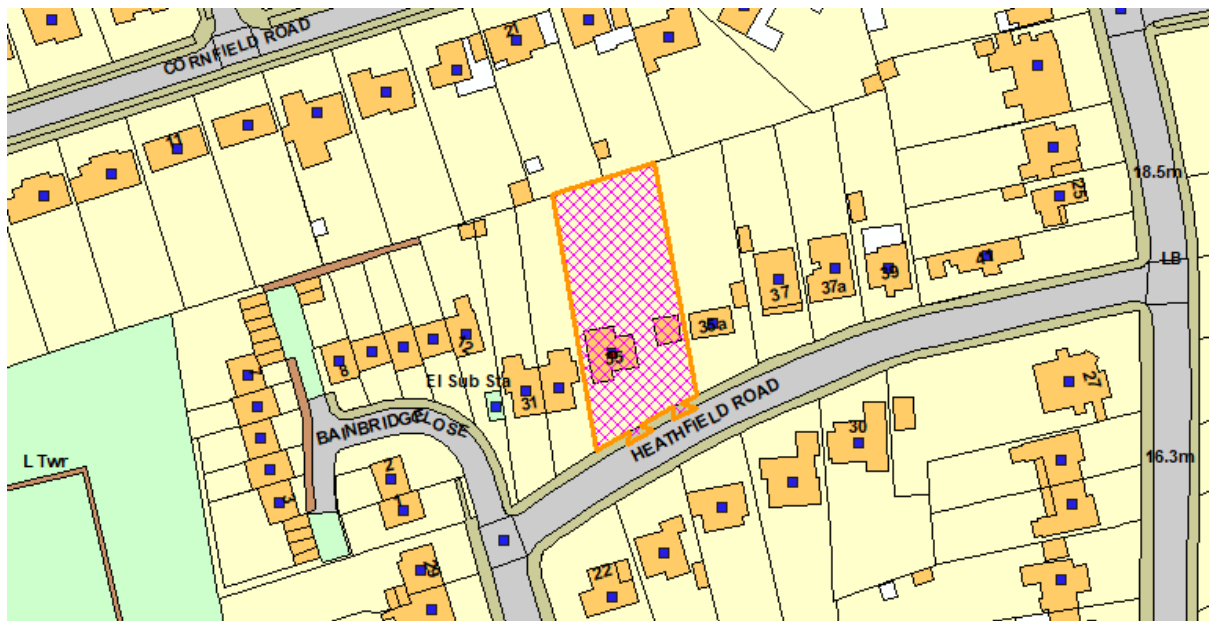 21
CORNFIELD ROAD
11
18.5m
25
LB
41
39
37a
37
35a
35
12
8
El Sub Sta
31
7
BAINBRIDGE CLOSE
HEATHFIELD ROAD
27
30
L Twr
2
1
3
16.3m
22
29